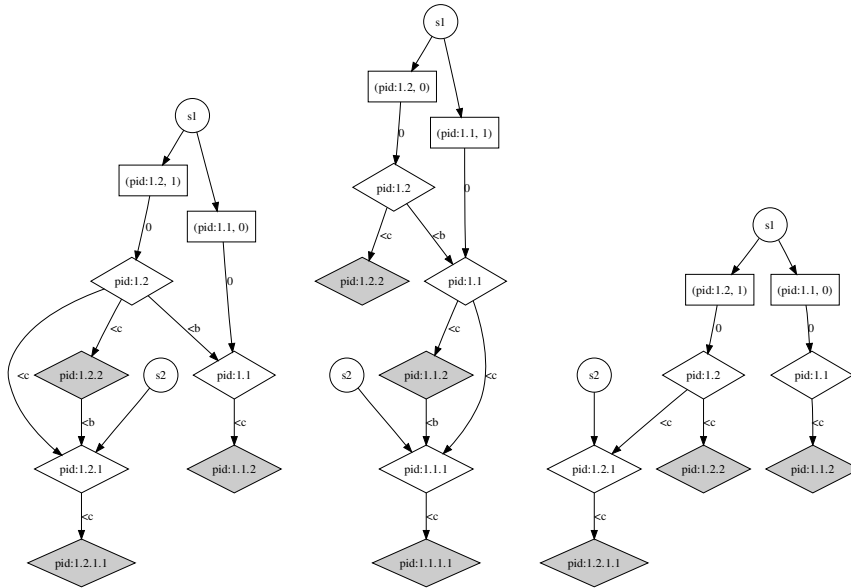 s1
(pid:1.2, 1)
(pid:1.1, 0)
0
0
pid:1.2
<c
<c
<b
pid:1.2.2
s2
pid:1.1
<b
<c
pid:1.2.1
pid:1.1.2
<c
pid:1.2.1.1
s1
(pid:1.2, 0)
(pid:1.1, 1)
0
0
pid:1.2
<c
<b
pid:1.2.2
pid:1.1
<c
<c
s2
pid:1.1.2
<b
pid:1.1.1
<c
pid:1.1.1.1
s1
(pid:1.2, 1)
(pid:1.1, 0)
0
0
s2
pid:1.2
pid:1.1
<c
<c
<c
pid:1.2.1
pid:1.2.2
pid:1.1.2
<c
pid:1.2.1.1